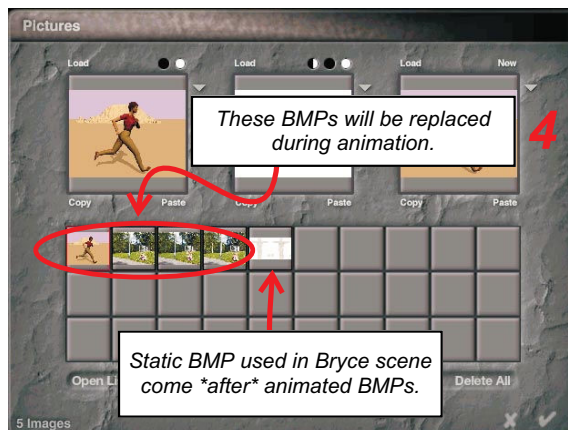 Pictures
Load
Load
Load New
These BMPs will be replaced
during animation.
4
Copy Paste
Copy Paste
Copy Paste
Static BMP used in Bryce scene
come *after* animated BMPs.
Open Li
Delete All
5 Images